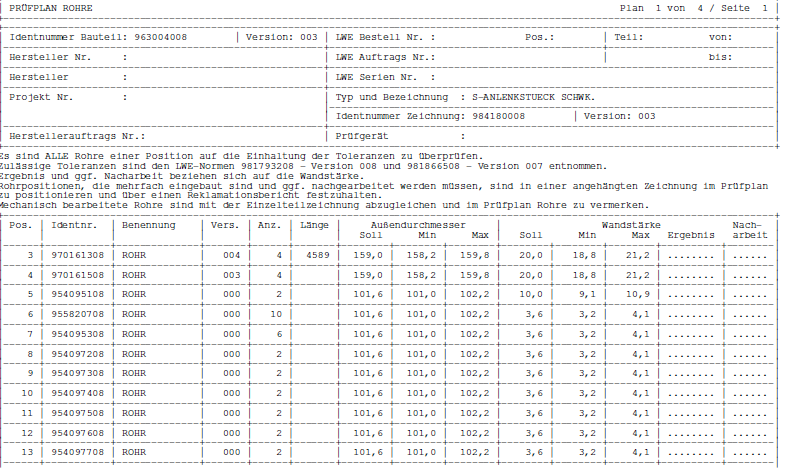 PRÜFPLAN ROHRE Plan 1 von 4 / Seite 1
Identnummer Bauteil: 963004008 Version: 003 LWE Bestell Nr. : Pos.: Teil: von:
Hersteller Nr. : LWE Auftrags Nr.: bis:
Hersteller : LWE Serien Nr. :
Projekt Nr. : Typ und Bezeichnung : S-ANLENKSTUECK SCHWK.
Identnummer Zeichnung: 984180008 Version: 003
Herstellerauftrags Nr.: Prüfgerät :
Es sind ALLE Rohre einer Position auf die Einhaltung der Toleranzen zu überprüfen.
Zulässige Toleranzen sind den LWE-Normen 981793208 - Version 008 und 981866508 - Version 007 entnommen.
Ergebnis und ggf. Nacharbeit beziehen sich auf die Wandstärke.
Rohrpositionen, die mehrfach eingebaut sind und ggf. nachgearbeitet werden müssen, sind in einer angehängten Zeichnung im Prüfplan
zu positionieren und über einen Reklamationsbericht festzuhalten.
Mechanisch bearbeitete Rohre sind mit der Einzelteilzeichnung abzugleichen und im Prüfplan Rohre zu vermerken.
Pos. Identnr. Benennung Vers. Anz. Länge Außendurchmesser Wandstärke Nach-
Soll Min Max Soll Min Max Ergebnis arbeit
3 970161308 ROHR 004 4 4589 159,0 158,2 159,8 20,0 18,8 21,2 ........ ......
4 970161508 ROHR 003 4 159,0 158,2 159,8 20,0 18,8 21,2 ........ ......
5 954095108 ROHR 000 2 101,6 101,0 102,2 10,0 9,1 10,9 ........ ......
6 955820708 ROHR 000 10 101,6 101,0 102,2 3,6 3,2 4,1 ........ ......
7 954095308 ROHR 000 6 101,6 101,0 102,2 3,6 3,2 4,1 ........ ......
8 954097208 ROHR 000 2 101,6 101,0 102,2 3,6 3,2 4,1 ........ ......
9 954097308 ROHR 000 2 101,6 101,0 102,2 3,6 3,2 4,1 ........ ......
10 954097408 ROHR 000 2 101,6 101,0 102,2 3,6 3,2 4,1 ........ ......
11 954097508 ROHR 000 2 101,6 101,0 102,2 3,6 3,2 4,1 ........ ......
12 954097608 ROHR 000 2 101,6 101,0 102,2 3,6 3,2 4,1 ........ ......
13 954097708 ROHR 000 2 101,6 101,0 102,2 3,6 3,2 4,1 ........ ......